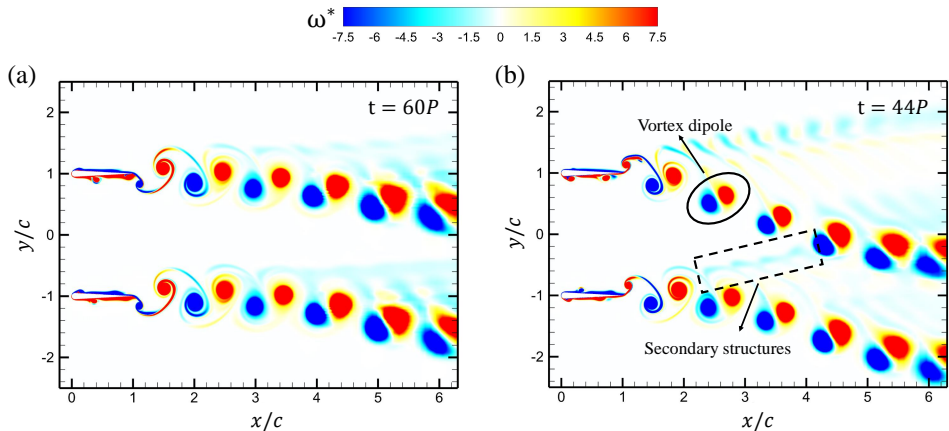 ω*
-7.5 -6 -4.5 -3 -1.5 0 1.5 3 4.5 6 7.5
(a)
t = 60P
2
1
0
-1
-2
y/c
0 1 2 3 4 5 6
x/c
(b)
t = 44P
Vortex dipole
Secondary structures
2
1
0
-1
-2
y/c
0 1 2 3 4 5 6
x/c